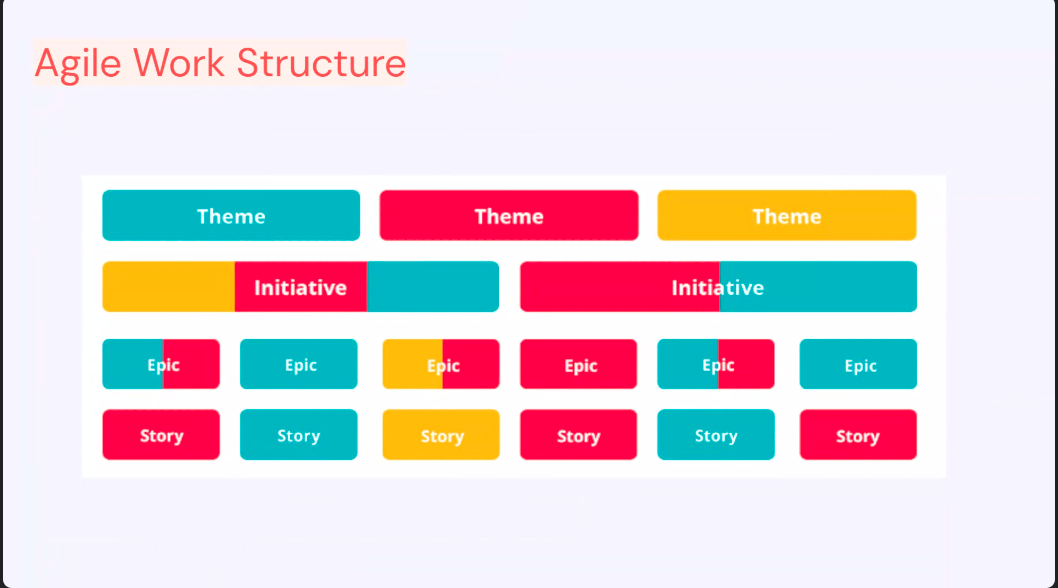 Agile Work Structure
Theme Theme Theme
Initiative Initiative
Epic Epic Epic Epic Epic Epic
Story Story Story Story Story Story